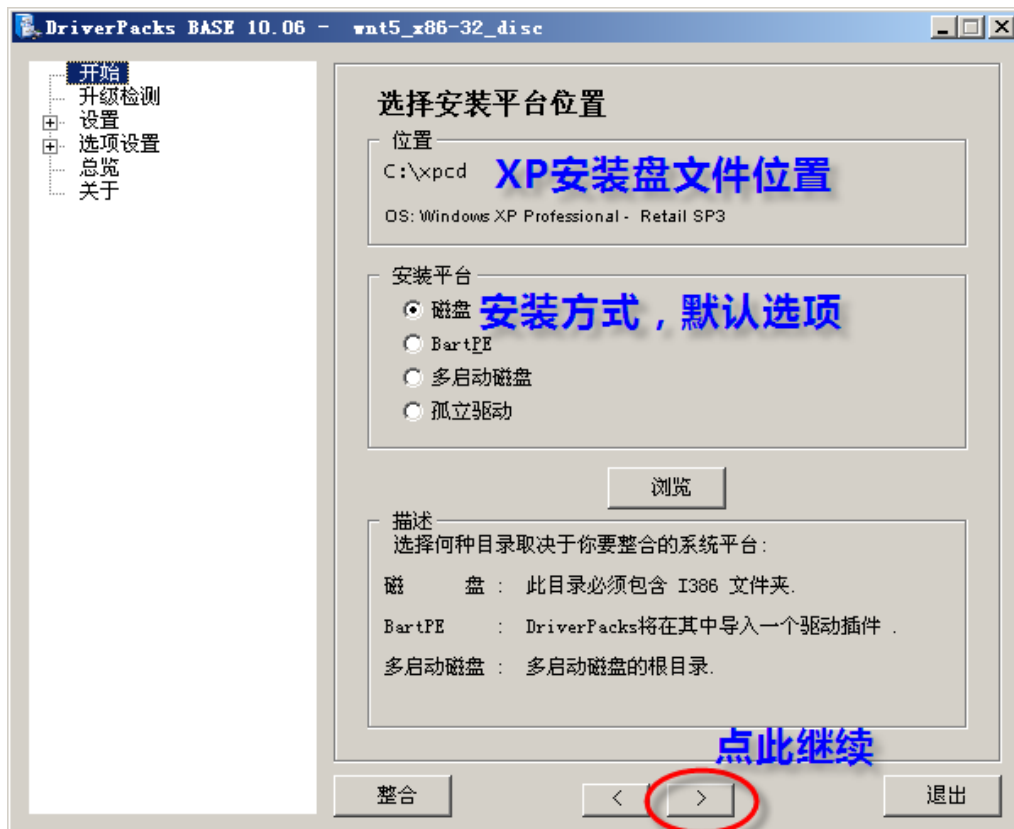 DriverPacks BASE 10.06 - wnt5_x86-32_disc
开始
升级检测
设置
选项设置
总览
关于
选择安装平台位置
位置
C:\xpcd XP安装盘文件位置
OS: Windows XP Professional - Retail SP3
安装平台
磁盘 安装方式，默认选项
BartPE
多启动磁盘
孤立驱动
浏览
描述
选择何种目录取决于你要整合的系统平台:
磁 盘 : 此目录必须包含 I386 文件夹.
BartPE : DriverPacks将在其中导入一个驱动插件 .
多启动磁盘 : 多启动磁盘的根目录.
点此继续
整合 < > 退出